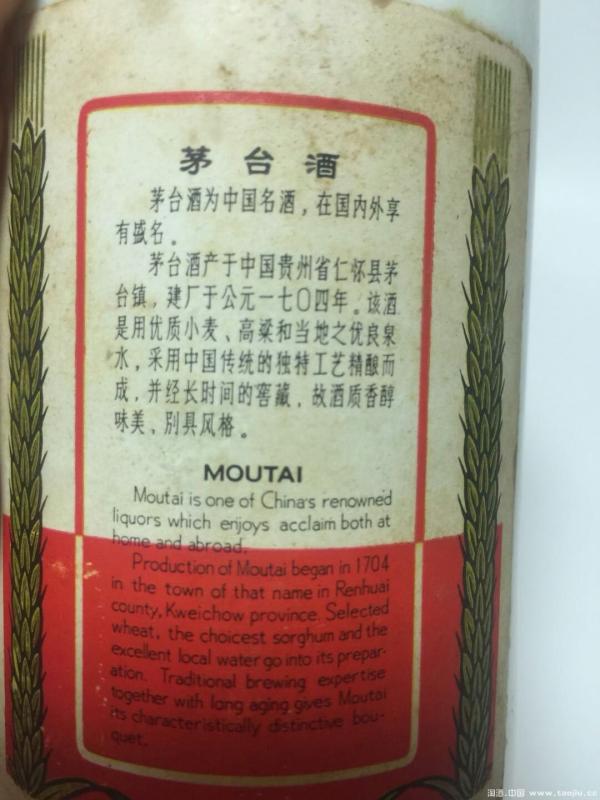 茅台酒
茅台酒为中国名酒，在国内外享
有盛名。
茅台酒产于中国贵州省仁怀县茅
台镇，建厂于公元一七〇四年。该酒
是用优质小麦、高粱和当地之优良泉
水，采用中国传统的独特工艺精酿而
成，并经长时间的窖藏，故酒质香醇
味美、别具风格。
MOUTAI
Moutai is one of China's renowned
liquors which enjoys acclaim both at
home and abroad.
Production of Moutai began in 1704
in the town of that name in Renhuai
county, Kweichow province. Selected
wheat, the choicest sorghum and the
excellent local water go into its prepar-
ation. Traditional brewing expertise
together with long aging gives Moutai
its characteristically distinctive bou-
quet.
淘酒.中国 www.taojiu.cc